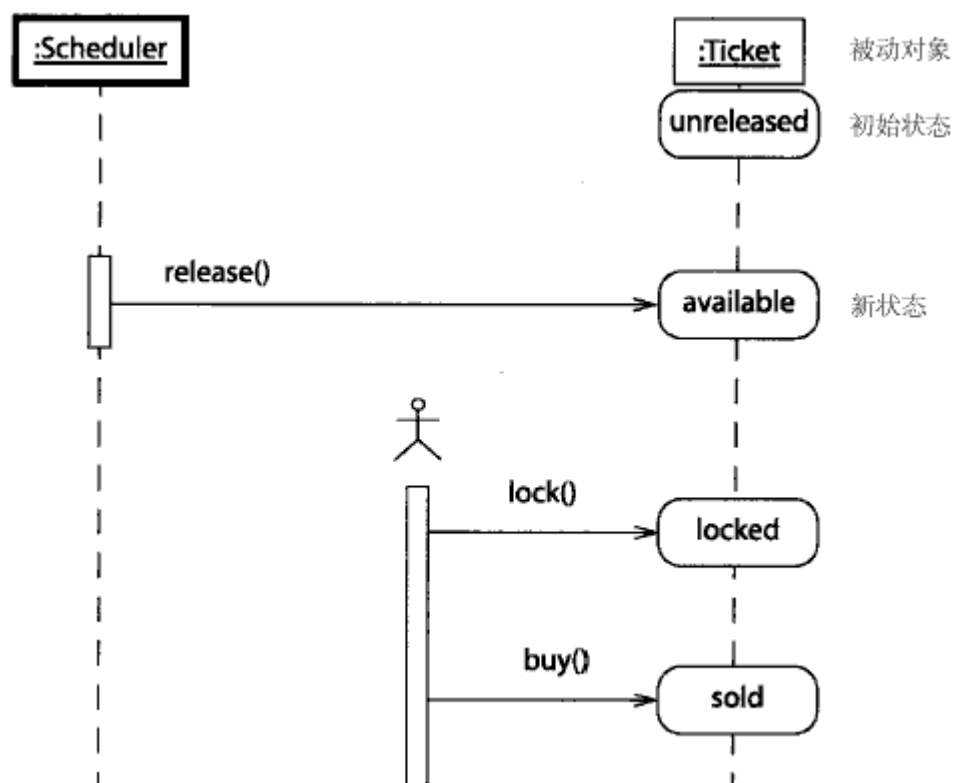 :Scheduler
:Ticket 被动对象
unreleased 初始状态
release()
available 新状态
lock()
locked
buy()
sold